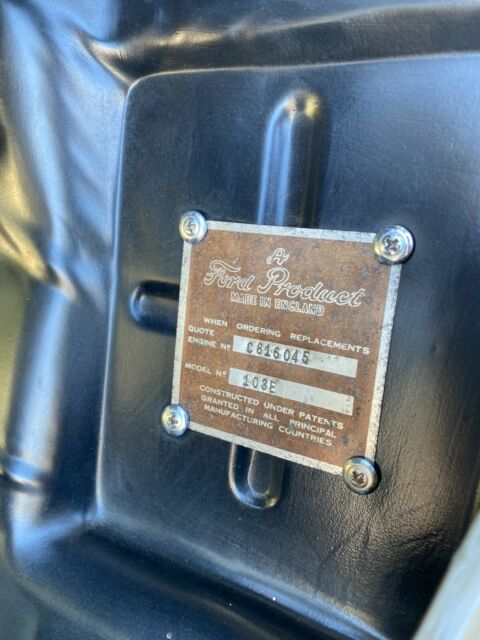 A
Ford Product
MADE IN ENGLAND
WHEN ORDERING REPLACEMENTS
QUOTE
ENGINE Nº C816045
MODEL Nº 103E
CONSTRUCTED UNDER PATENTS
GRANTED IN ALL PRINCIPAL
MANUFACTURING COUNTRIES